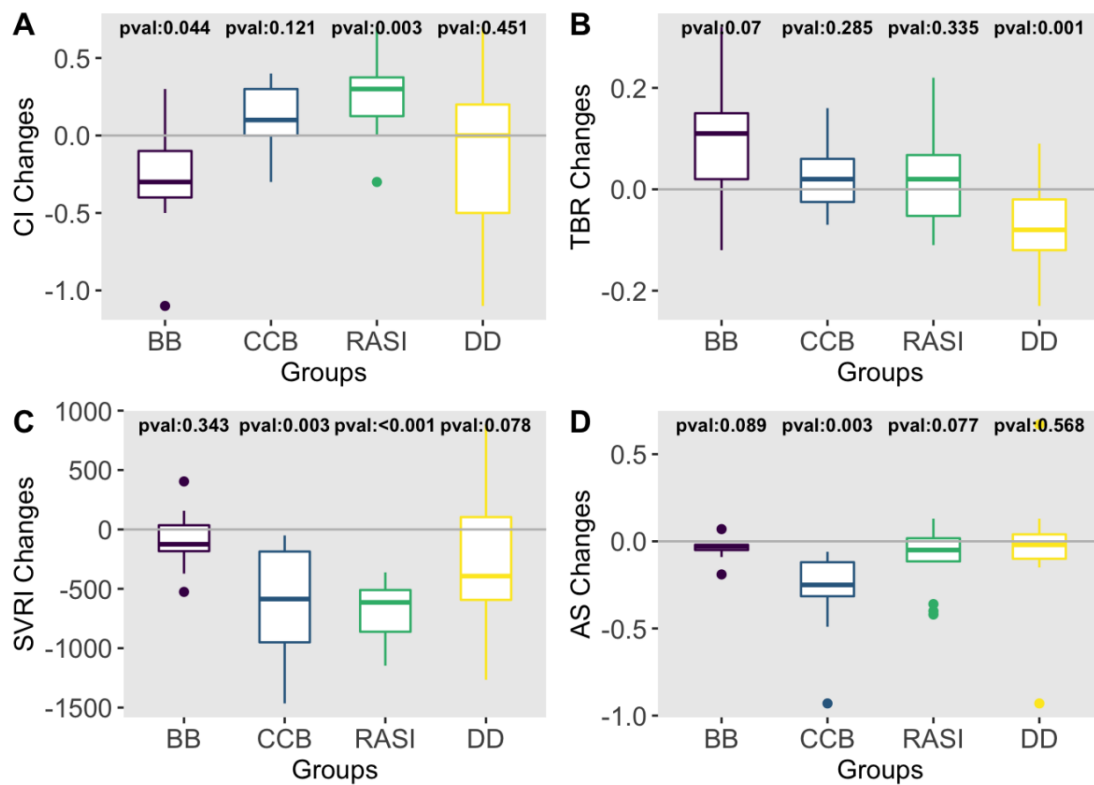 A
pval:0.044 pval:0.121 pval:0.003 pval:0.451
0.5
0.0
-0.5
-1.0
CI Changes
BB CCB RASI DD
Groups
B
pval:0.07 pval:0.285 pval:0.335 pval:0.001
0.2
0.0
-0.2
TBR Changes
BB CCB RASI DD
Groups
C
pval:0.343 pval:0.003 pval:<0.001 pval:0.078
1000
500
0
-500
-1000
-1500
SVRI Changes
BB CCB RASI DD
Groups
D
pval:0.089 pval:0.003 pval:0.077 pval:0.568
0.5
0.0
-0.5
-1.0
AS Changes
BB CCB RASI DD
Groups